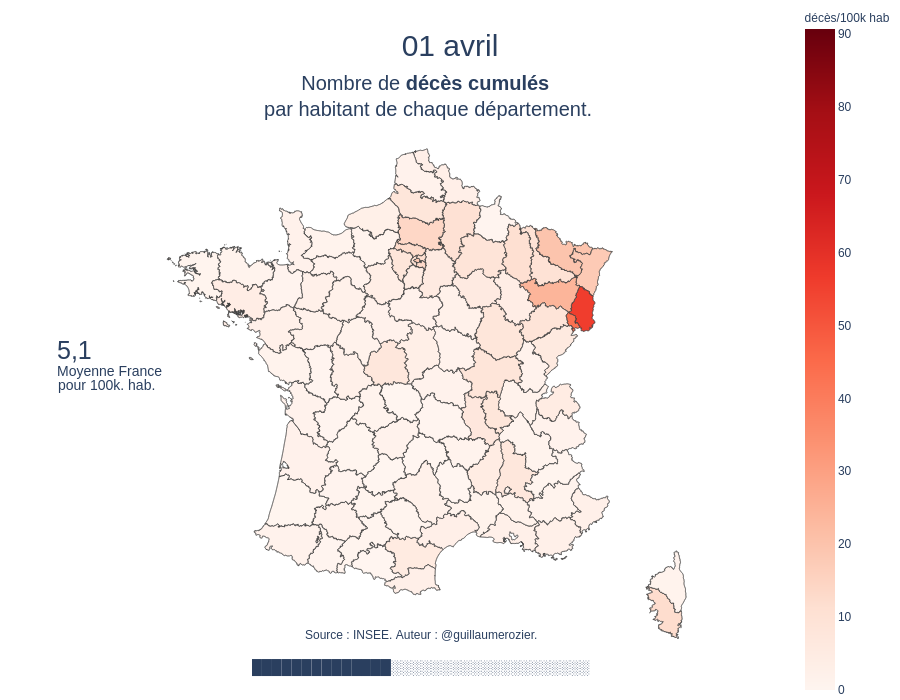 01 avril
Nombre de décès cumulés
par habitant de chaque département.
décès/100k hab
90
80
70
60
50
40
30
20
10
0
5,1
Moyenne France
pour 100k. hab.
Source : INSEE. Auteur : @guillaumerozier.